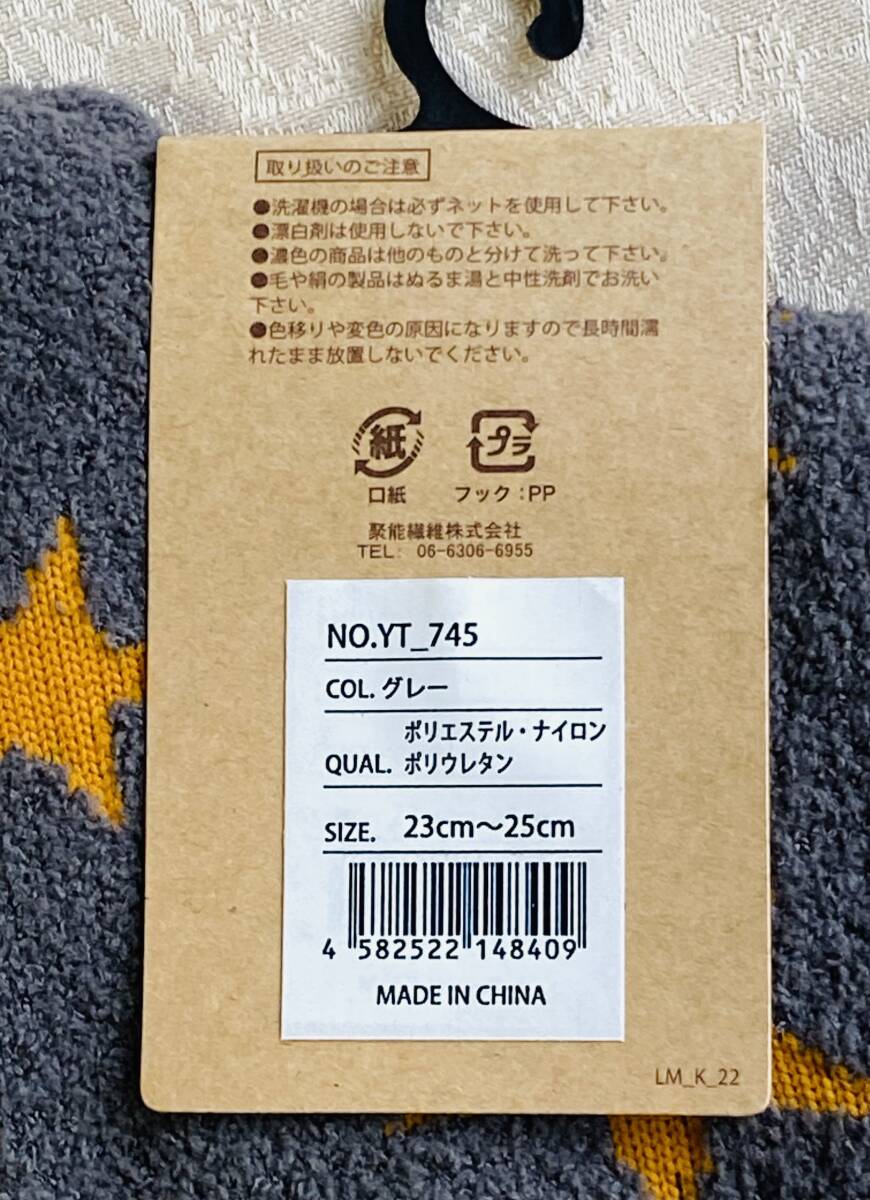 取り扱いのご注意
●洗濯機の場合は必ずネットを使用して下さい。
●漂白剤は使用しないで下さい。
●濃色の商品は他のものと分けて洗って下さい。
●毛や絹の製品はぬるま湯と中性洗剤でお洗い
下さい。
●色移りや変色の原因になりますので長時間濡
れたまま放置しないでください。
紙 プラ
口紙 フック:PP
聚能繊維株式会社
TEL: 06-6306-6955
NO.YT_745
COL. グレー
ポリエステル・ナイロン
QUAL. ポリウレタン
SIZE. 23cm〜25cm
4 582522 148409
MADE IN CHINA
LM_K_22